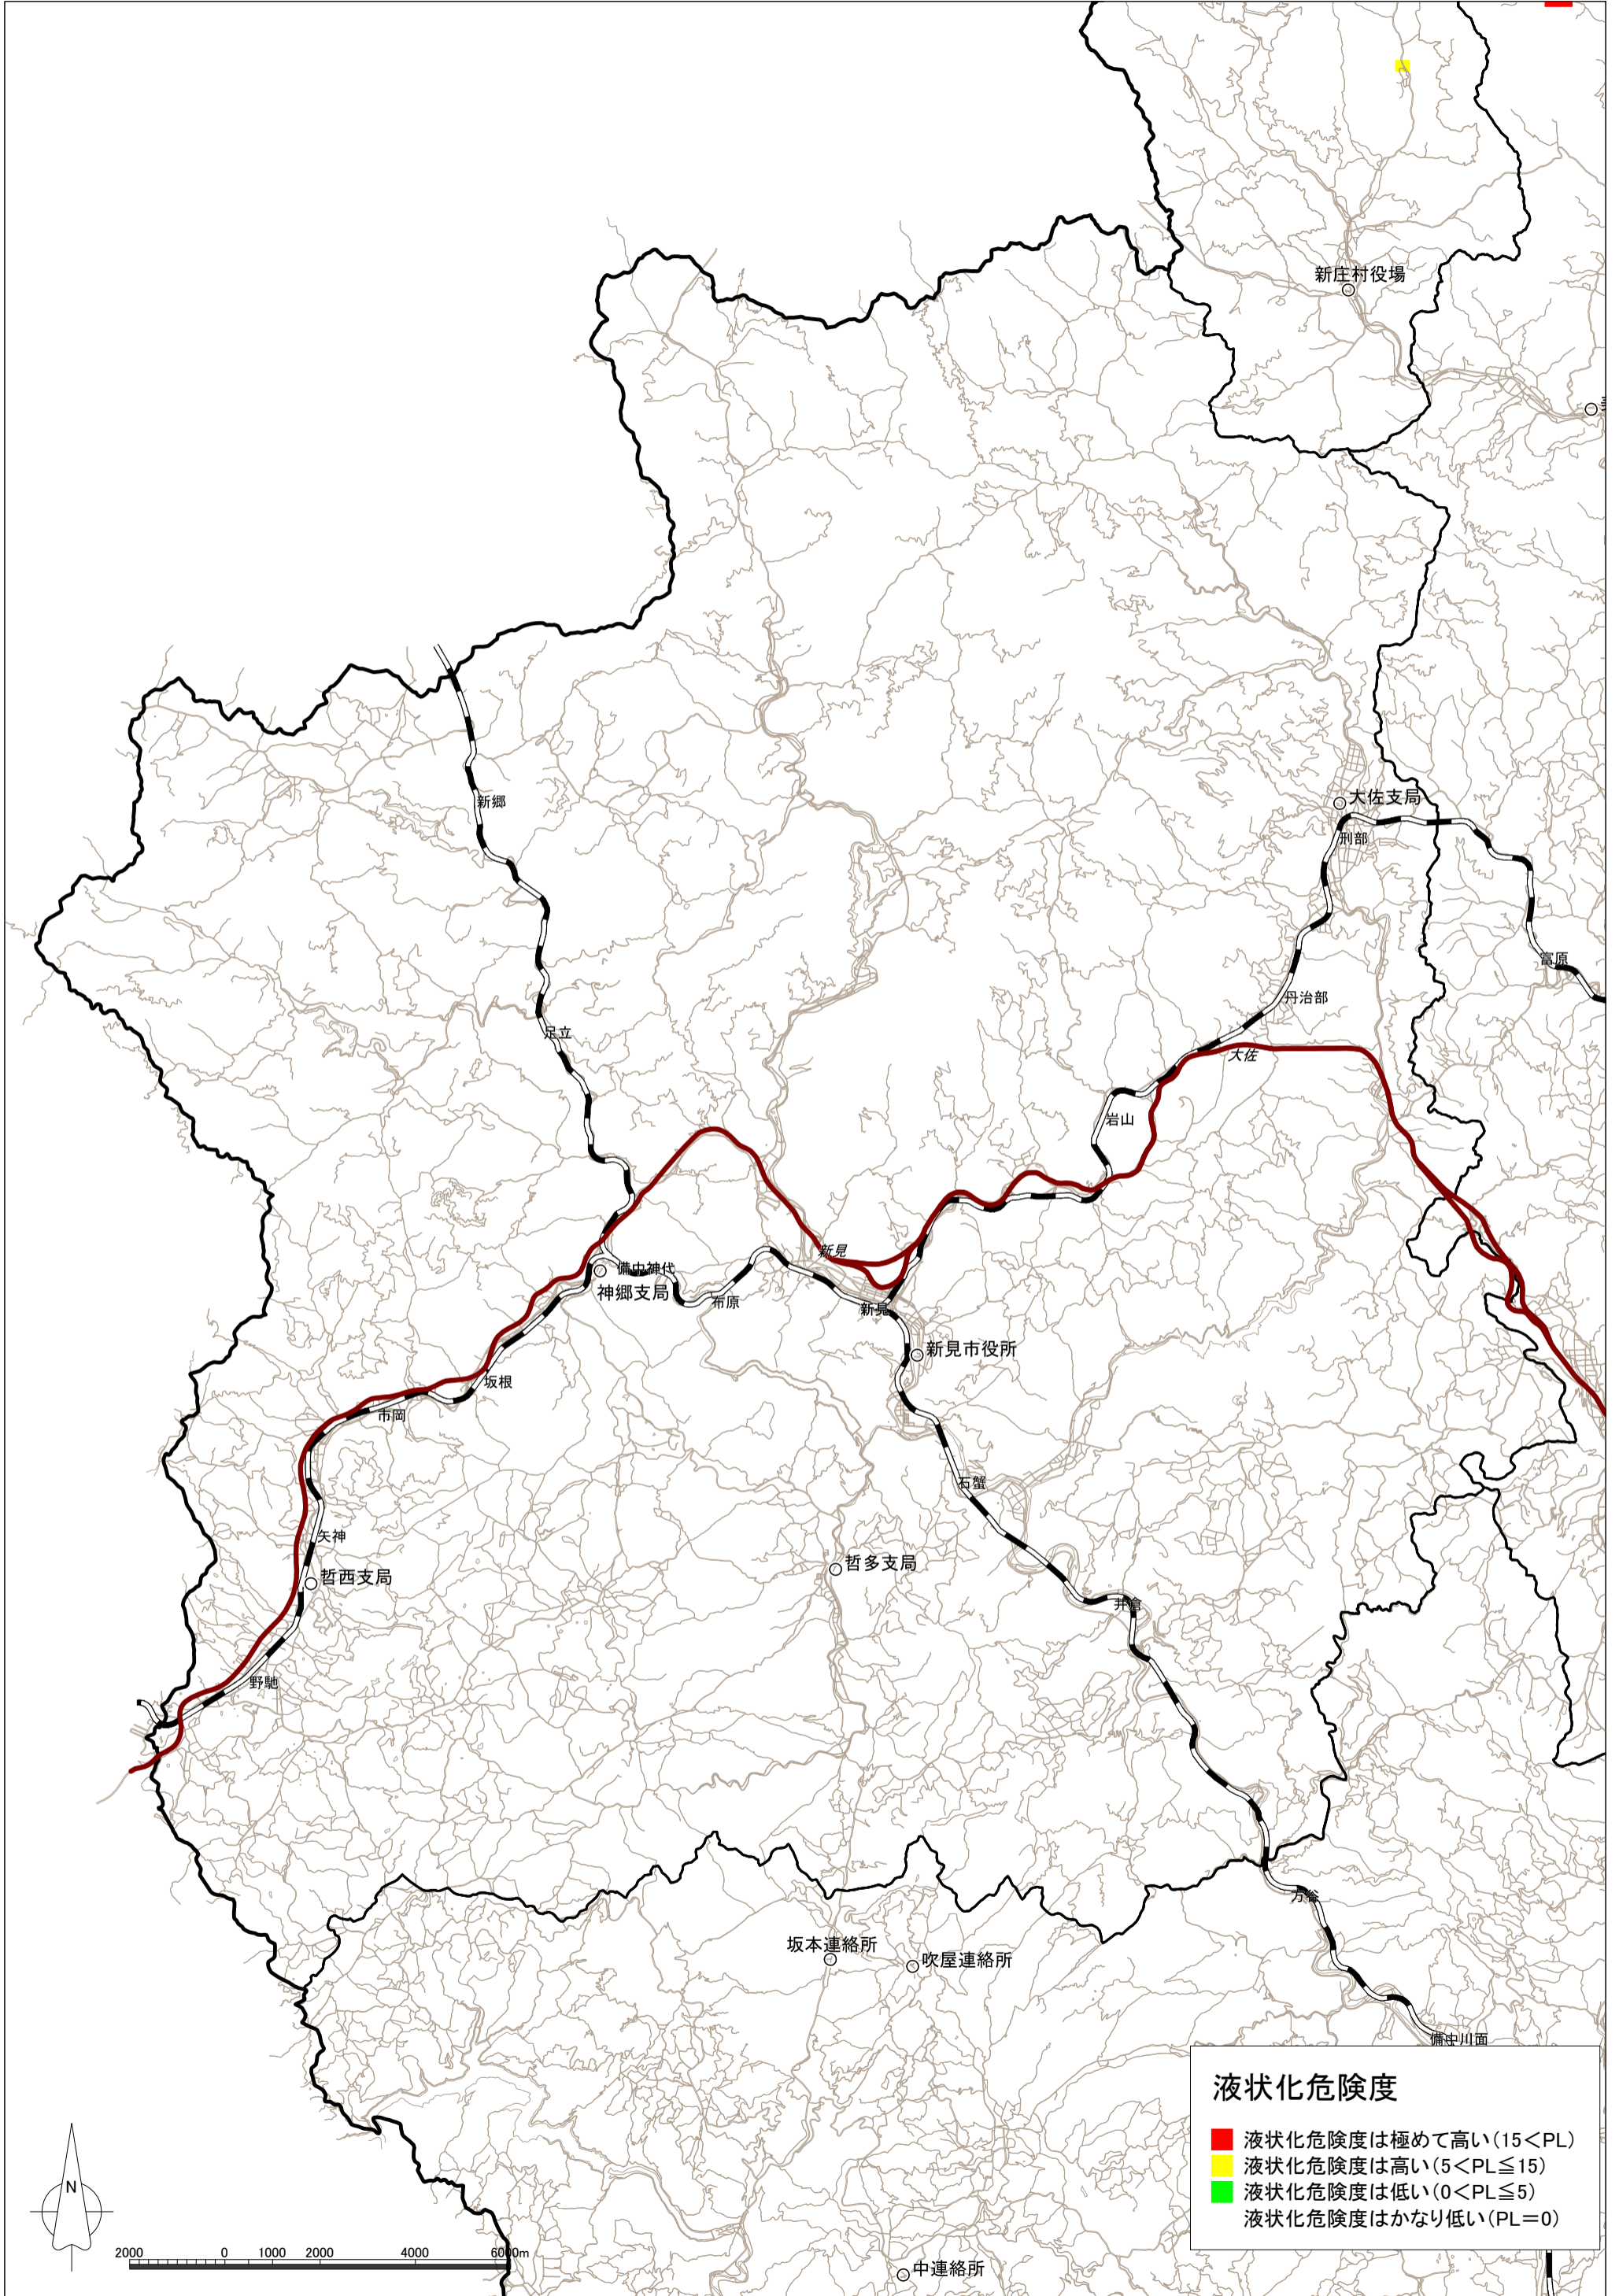 新庄村役場
新郷
大佐支局
刑部
富原
丹治部
足立
大佐
岩山
新見
備中神代
神郷支局
布原
新見
新見市役所
坂根
市岡
石蟹
矢神
哲多支局
哲西支局
井倉
野馳
方谷
坂本連絡所
吹屋連絡所
備中川面
液状化危険度
液状化危険度は極めて高い(15<PL)
液状化危険度は高い(5<PL≦15)
液状化危険度は低い(0<PL≦5)
液状化危険度はかなり低い(PL=0)
N
2000 0 1000 2000 4000 6000m
中連絡所